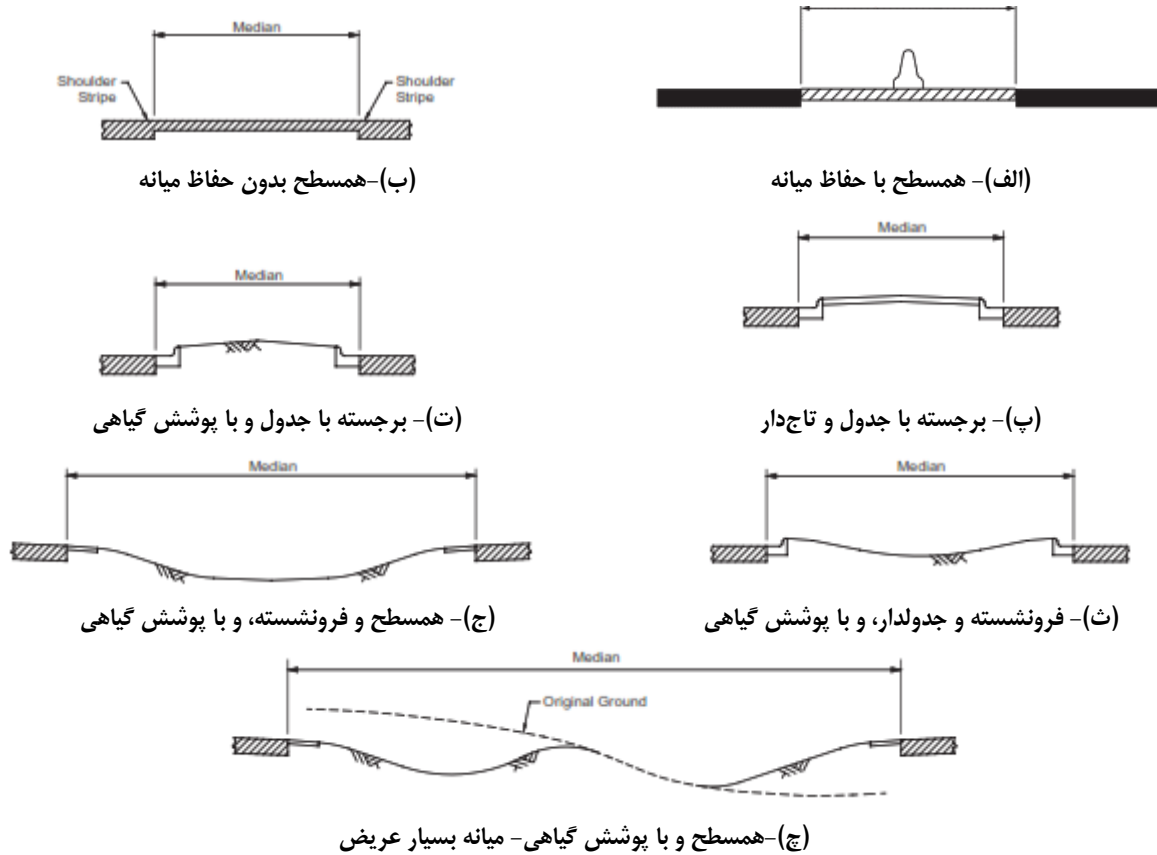 Median
Shoulder Stripe
Shoulder Stripe
(الف)- همسطح با حفاظ میانه
(ب)-همسطح بدون حفاظ میانه
Median
Median
(پ)- برجسته با جدول و تاج‌دار
(ت)- برجسته با جدول و با پوشش گیاهی
Median
Median
(ث)- فرونشسته و جدولدار، و با پوشش گیاهی
(ج)- همسطح و فرونشسته، و با پوشش گیاهی
Median
Original Ground
(چ)-همسطح و با پوشش گیاهی- میانه بسیار عریض